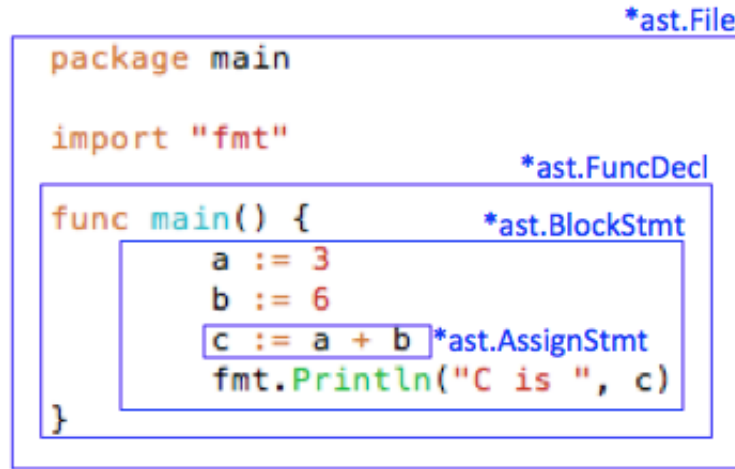 *ast.File
package main
import "fmt"
*ast.FuncDecl
func main() {
*ast.BlockStmt
a := 3
b := 6
c := a + b *ast.AssignStmt
fmt.Println("C is ", c)
}